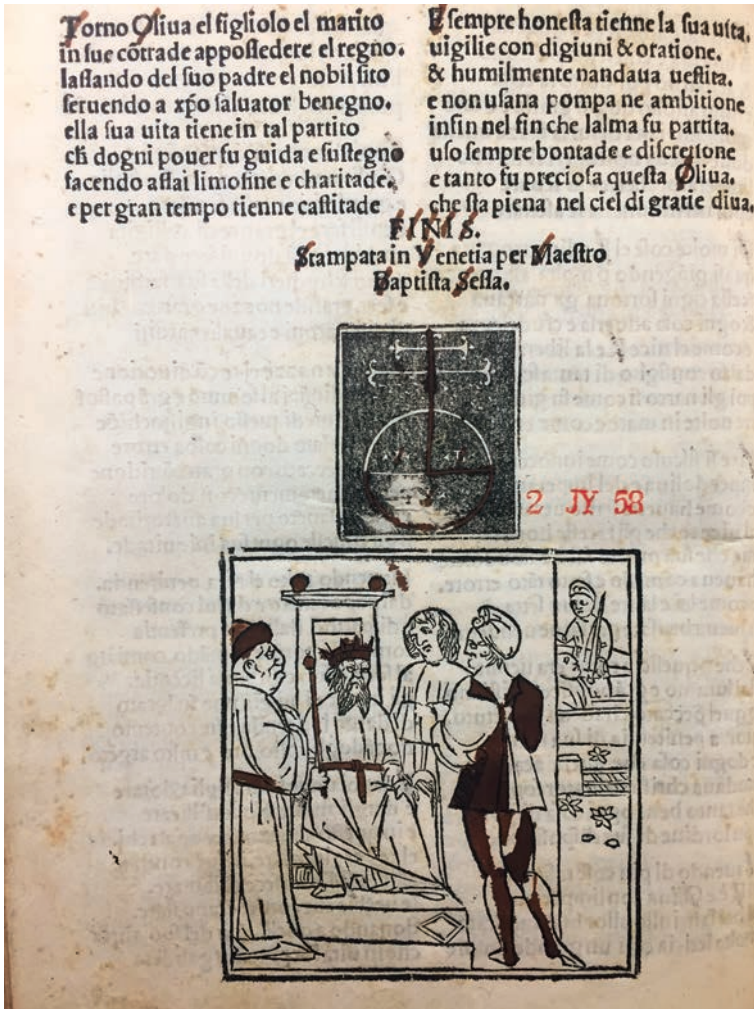 Torno Oliua el figliolo el marito
in sue cōtrade appossedere el regno.
lassando del suo padre el nobil sito
seruendo a xp̄o saluator benegno.
ella sua uita tiene in tal partito
ch̄ dogni pouer fu guida e sustegno
facendo assai limosine e charitade.
e per gran tempo tienne castitade
E sempre honesta tienne la sua uita,
uigilie con digiuni & oratione.
& humilmente nandaua uestita.
e non usaua pompa ne ambitione
insin nel fin che lalma fu partita.
uso sempre bontade e discretione
e tanto fu preciosa questa Oliua.
che sta piena nel ciel di gratie diua.
FINIS.
Stampata in Venetia per Maestro
Baptista Sessa.
2 JY 58